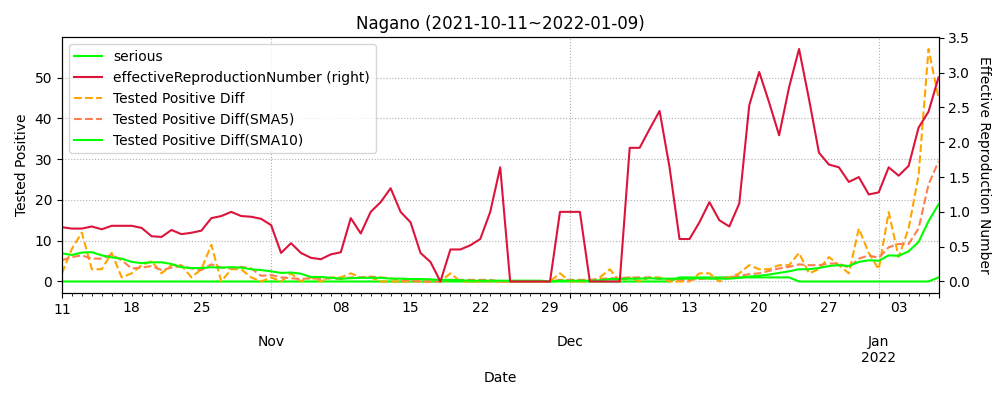 Nagano (2021-10-11~2022-01-09)
serious
effectiveReproductionNumber (right)
Tested Positive Diff
Tested Positive Diff(SMA5)
Tested Positive Diff(SMA10)
Tested Positive
50
40
30
20
10
0
3.5
3.0
2.5
2.0
1.5
1.0
0.5
0.0
Effective Reproduction Number
11 18 25 08 15 22 29 06 13 20 27 03
Nov Dec Jan
2022
Date